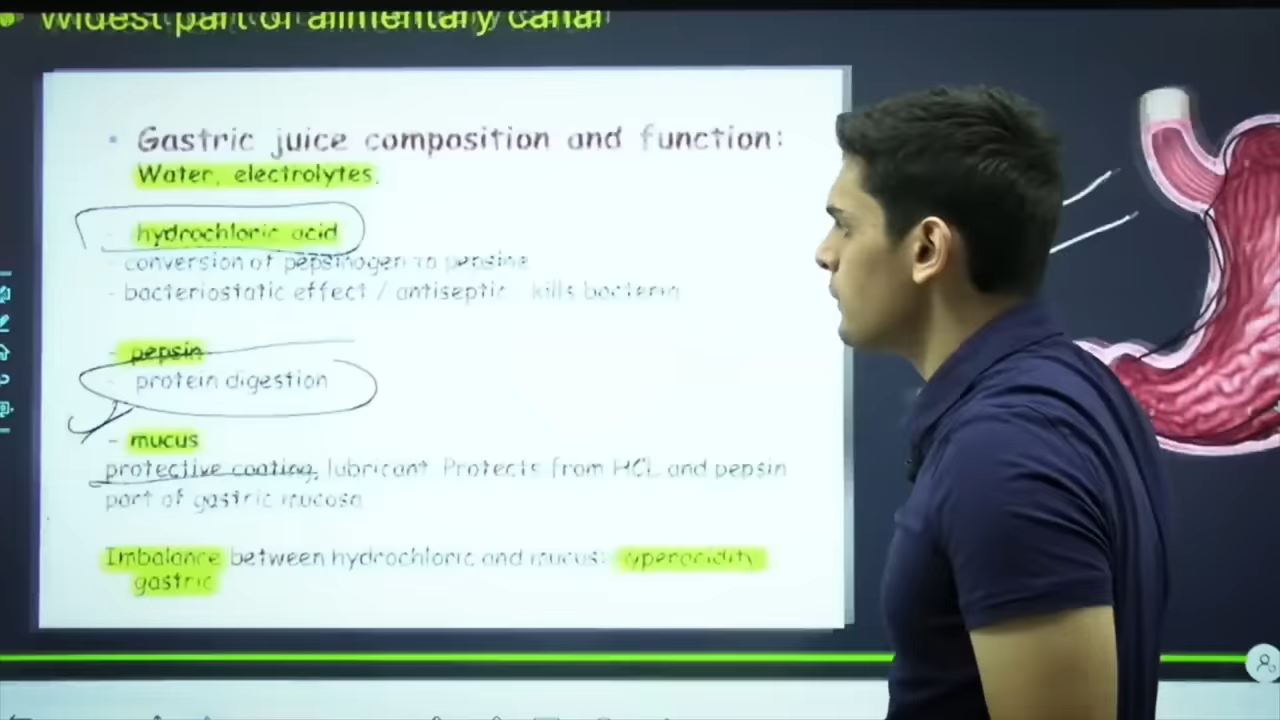 Widest part of alimentary canal
• Gastric juice composition and function:
Water, electrolytes,
- hydrochloric acid
- conversion of pepsinogen to pepsine
- bacteriostatic effect / antiseptic kills bacteria
- pepsin
- protein digestion
- mucus
protective coating, lubricant Protects from HCL and pepsin
part of gastric mucosa
Imbalance between hydrochloric and mucus: hyperacidity
gastric